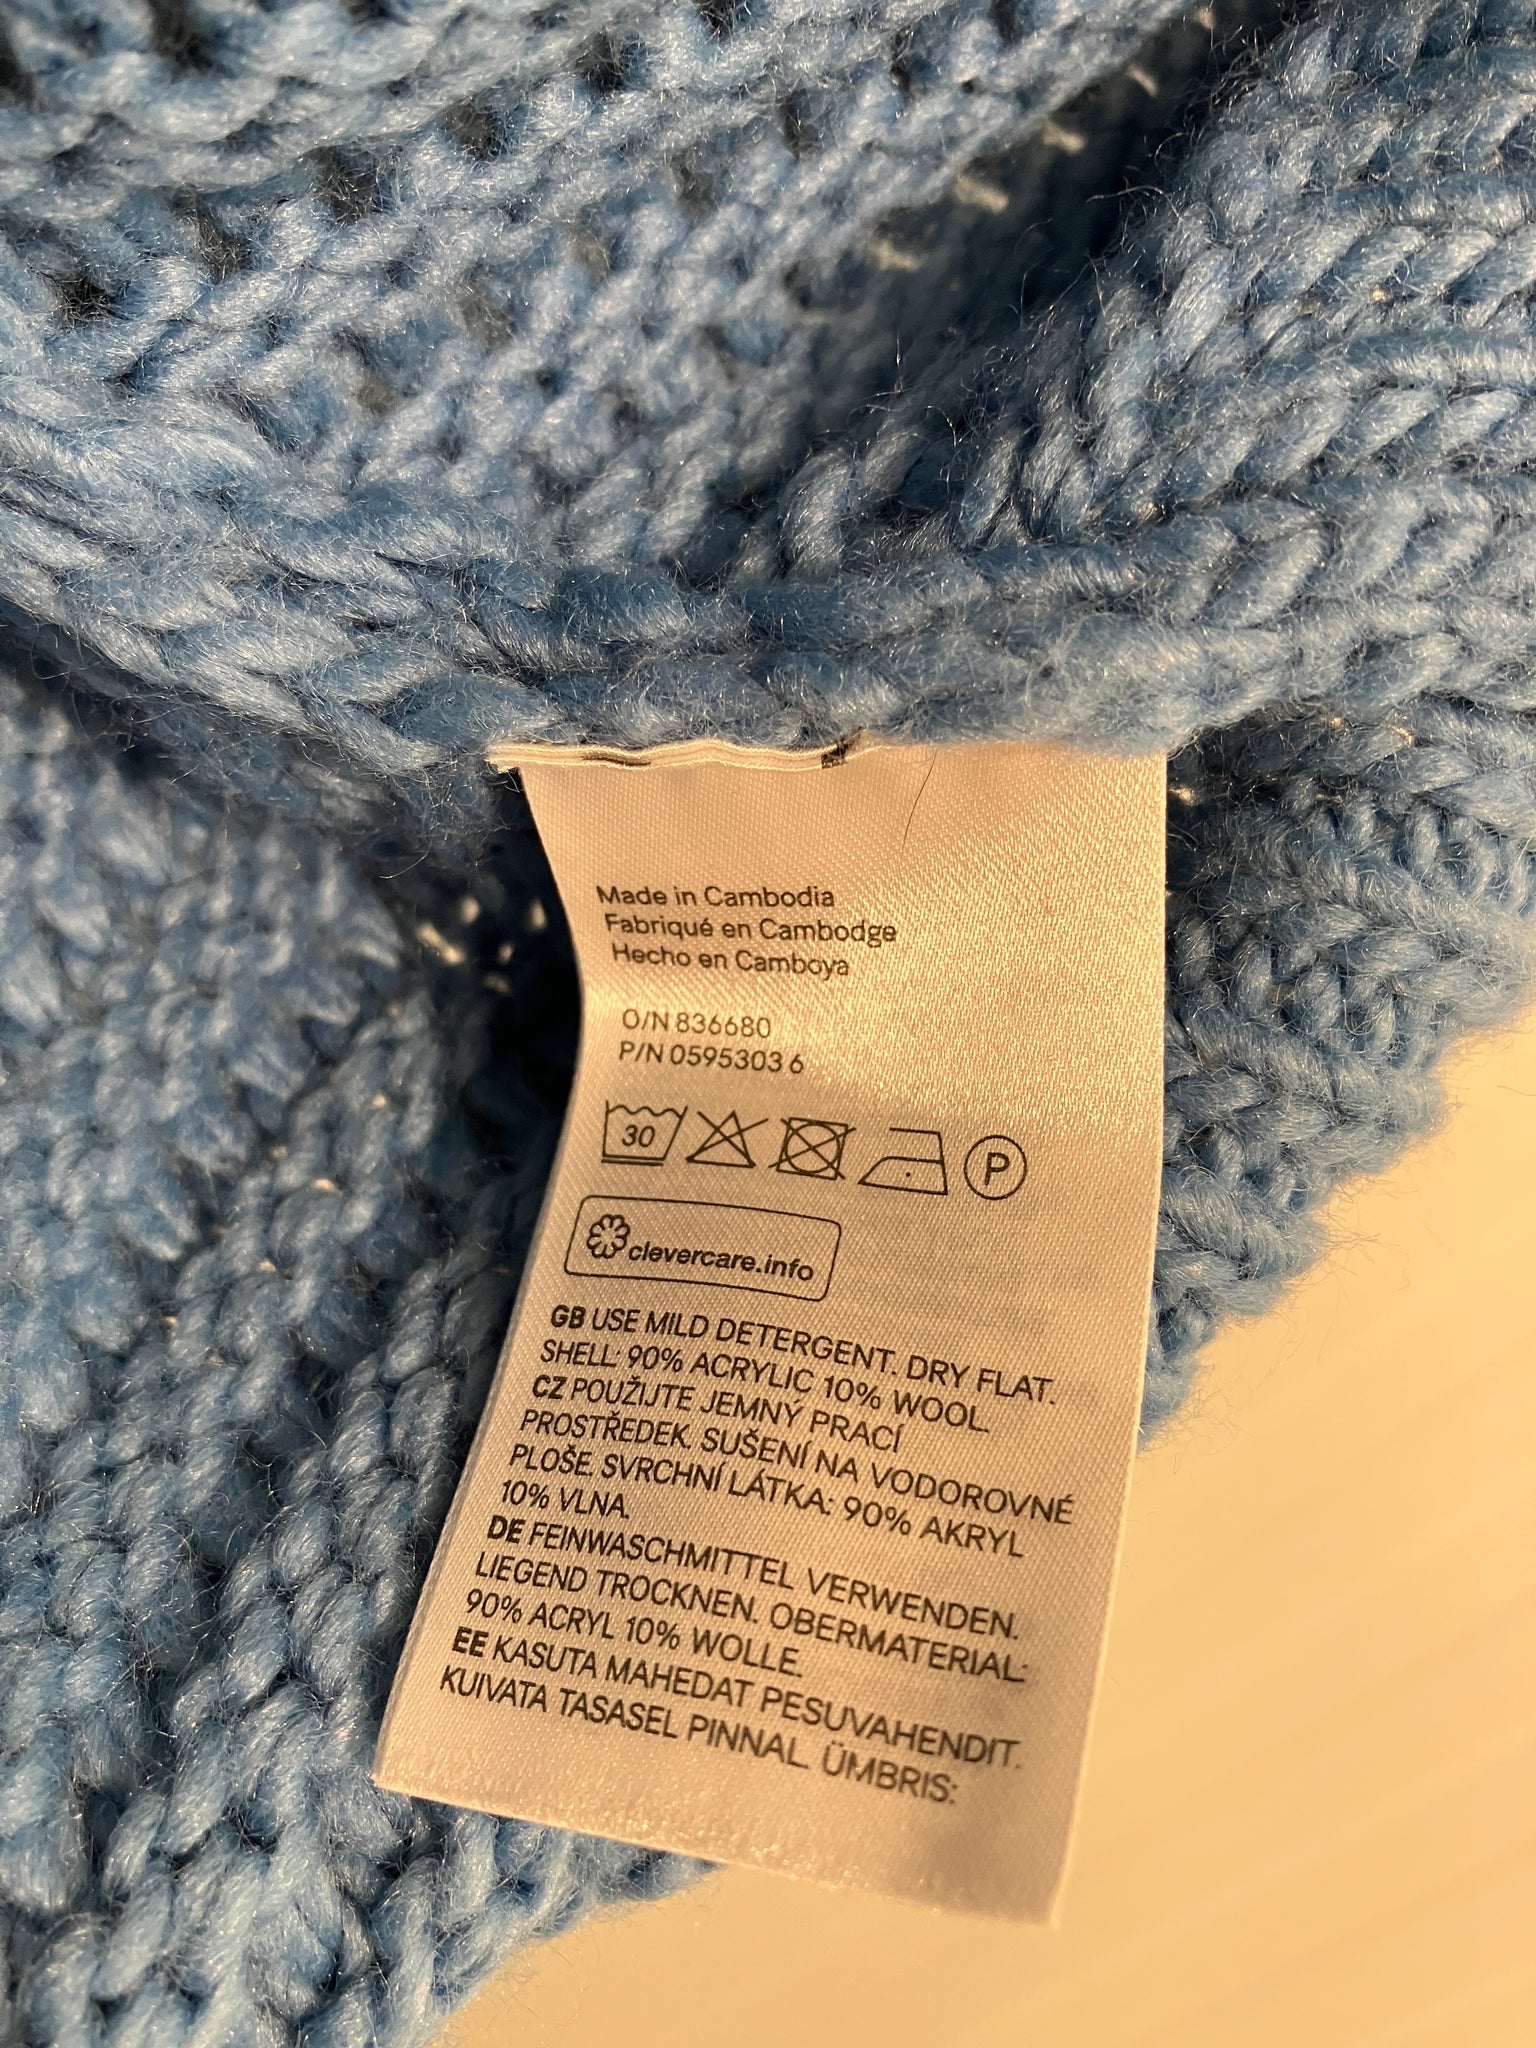 Made in Cambodia
Fabriqué en Cambodge
Hecho en Camboya
O/N 836680
P/N 0595303 6
30
P
clevercare.info
GB USE MILD DETERGENT. DRY FLAT.
SHELL: 90% ACRYLIC 10% WOOL.
CZ POUŽIJTE JEMNÝ PRACÍ
PROSTŘEDEK. SUŠENÍ NA VODOROVNÉ
PLOŠE. SVRCHNÍ LÁTKA: 90% AKRYL
10% VLNA.
DE FEINWASCHMITTEL VERWENDEN.
LIEGEND TROCKNEN. OBERMATERIAL:
90% ACRYL 10% WOLLE.
EE KASUTA MAHEDAT PESUVAHENDIT.
KUIVATA TASASEL PINNAL. ÜMBRIS: